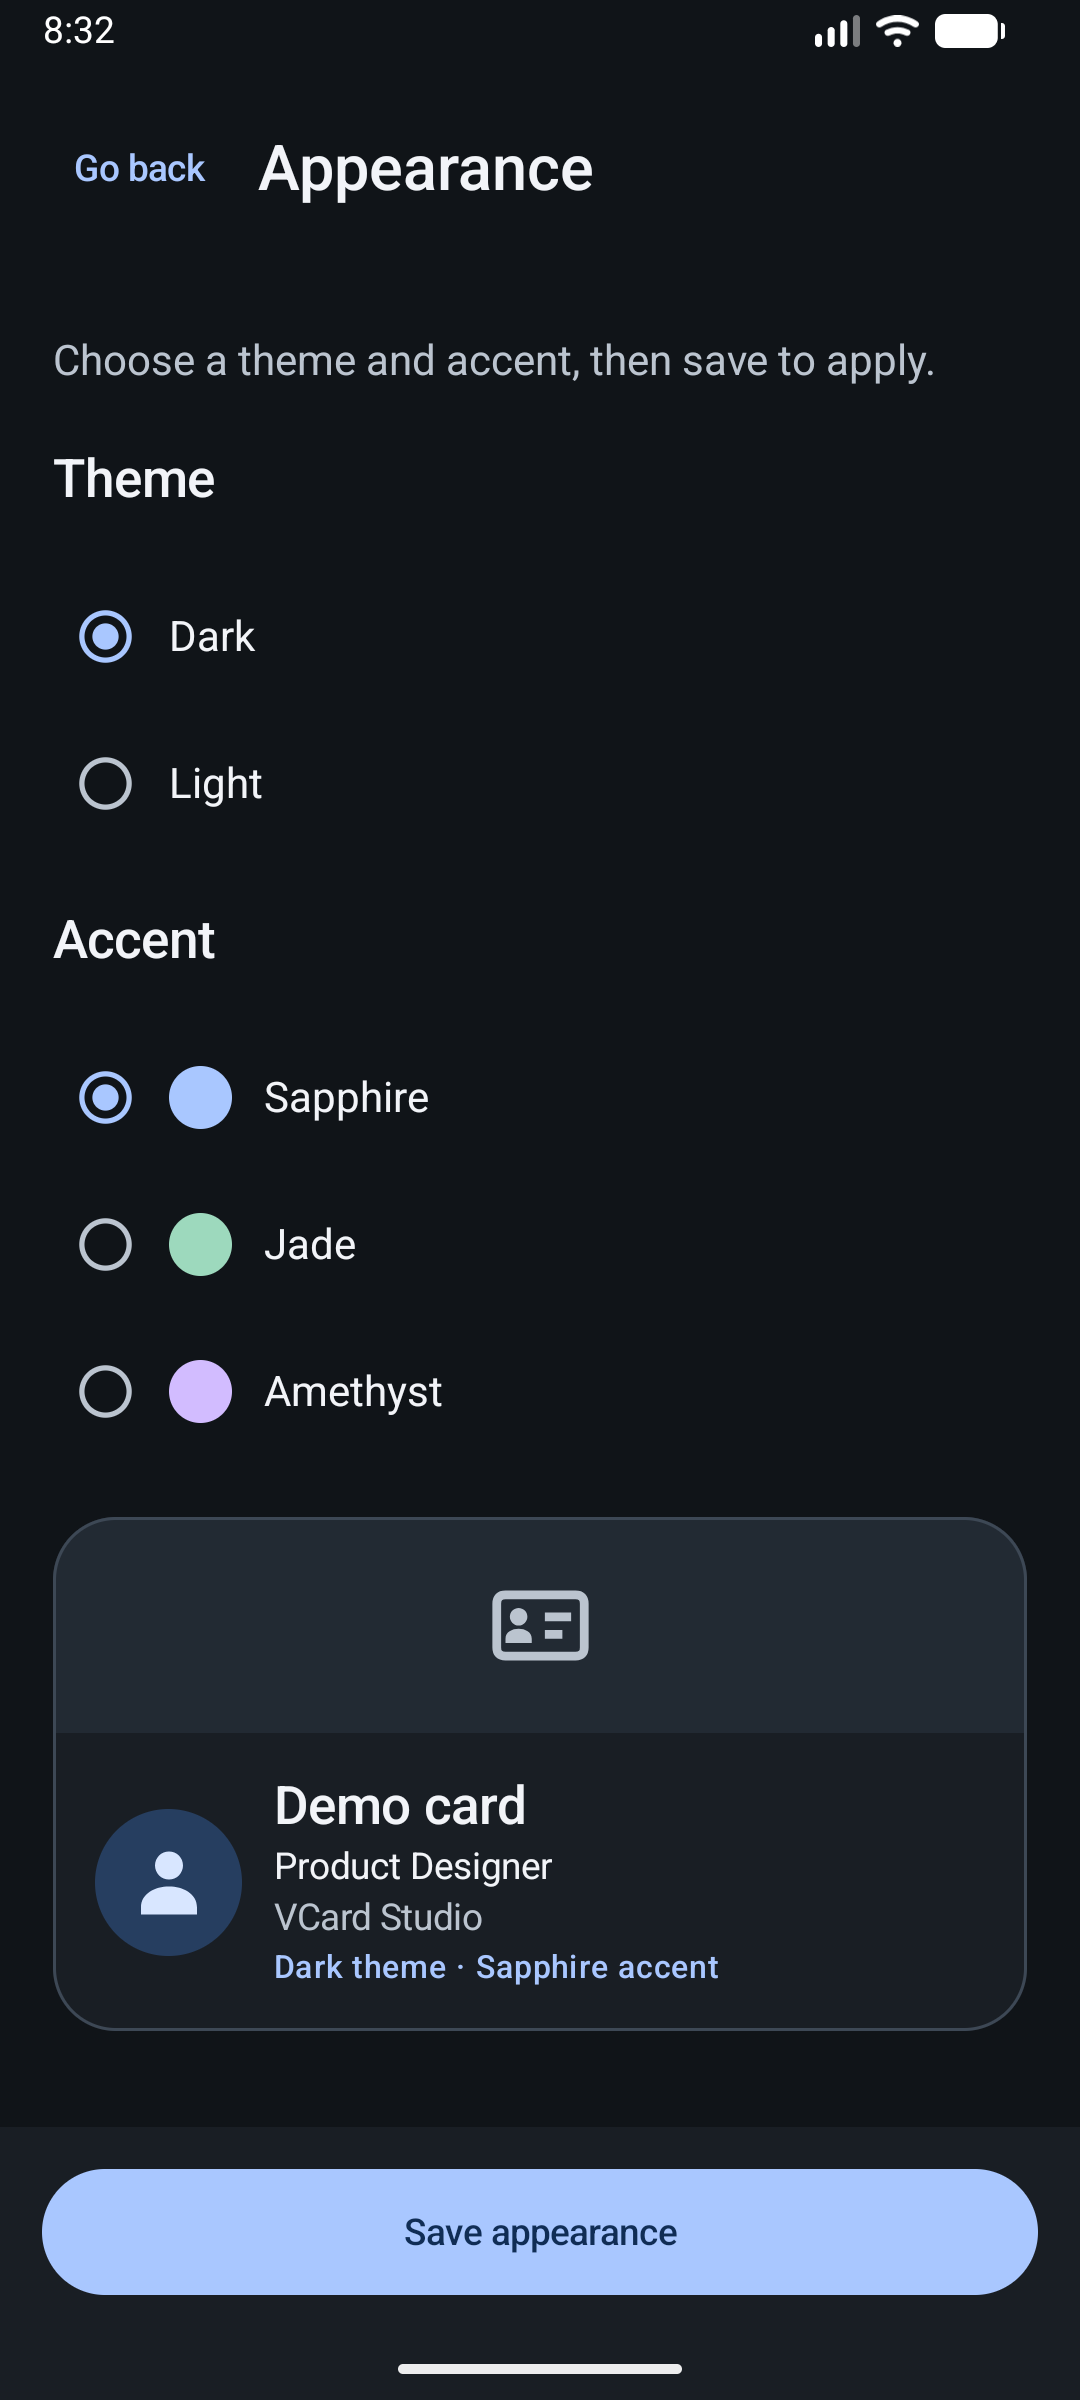 8:32
Go back
Appearance
Choose a theme and accent, then save to apply.
Theme
Dark
Light
Accent
Sapphire
Jade
Amethyst
Demo card
Product Designer
VCard Studio
Dark theme · Sapphire accent
Save appearance